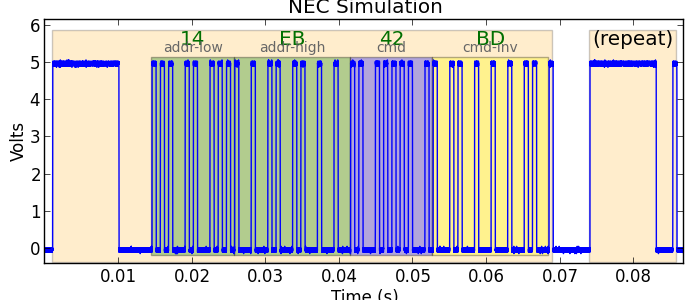 NEC Simulation
14 EB 42 BD (repeat)
addr-low addr-high cmd cmd-inv
Volts
6
5
4
3
2
1
0
0.01 0.02 0.03 0.04 0.05 0.06 0.07 0.08
Time (s)